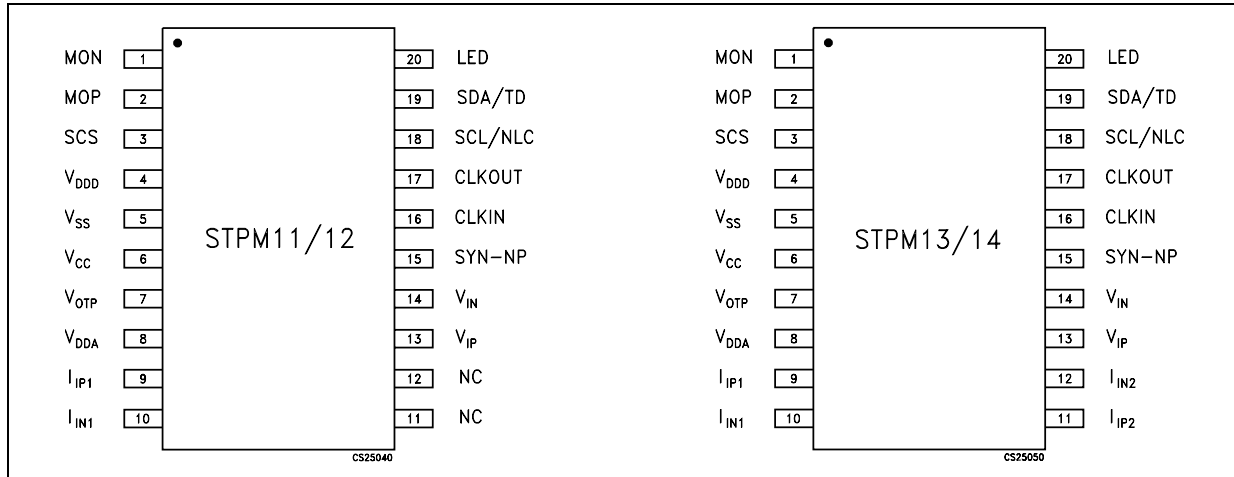 MON 1 20 LED
MOP 2 19 SDA/TD
SCS 3 18 SCL/NLC
VDDD 4 17 CLKOUT
VSS 5 16 CLKIN
STPM11/12
VCC 6 15 SYN-NP
VOTP 7 14 VIN
VDDA 8 13 VIP
IIP1 9 12 NC
IIN1 10 11 NC
CS25040
MON 1 20 LED
MOP 2 19 SDA/TD
SCS 3 18 SCL/NLC
VDDD 4 17 CLKOUT
VSS 5 16 CLKIN
STPM13/14
VCC 6 15 SYN-NP
VOTP 7 14 VIN
VDDA 8 13 VIP
IIP1 9 12 IIN2
IIN1 10 11 IIP2
CS25050